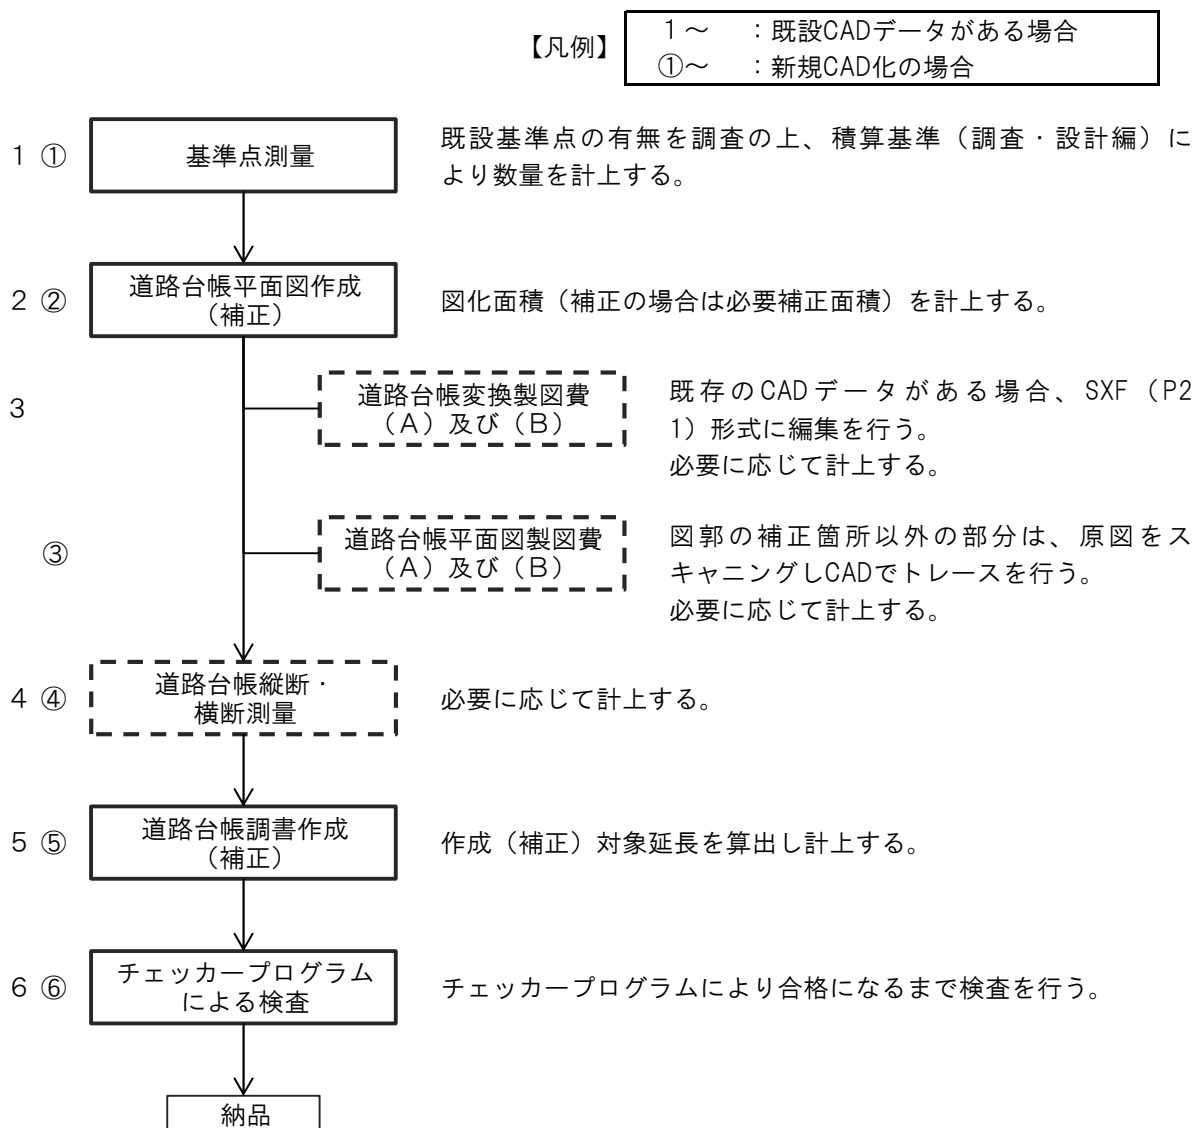 【凡例】
1～ ：既設CADデータがある場合
①～ ：新規CAD化の場合
1 ①
基準点測量
既設基準点の有無を調査の上、積算基準（調査・設計編）に
より数量を計上する。
2 ②
道路台帳平面図作成
（補正）
図化面積（補正の場合は必要補正面積）を計上する。
3
道路台帳変換製図費
（A）及び（B）
既存のCADデータがある場合、SXF（P2
1）形式に編集を行う。
必要に応じて計上する。
③
道路台帳平面図製図費
（A）及び（B）
図郭の補正箇所以外の部分は、原図をス
キャニングしCADでトレースを行う。
必要に応じて計上する。
4 ④
道路台帳縦断・
横断測量
必要に応じて計上する。
5 ⑤
道路台帳調書作成
（補正）
作成（補正）対象延長を算出し計上する。
6 ⑥
チェッカープログラム
による検査
チェッカープログラムにより合格になるまで検査を行う。
納品